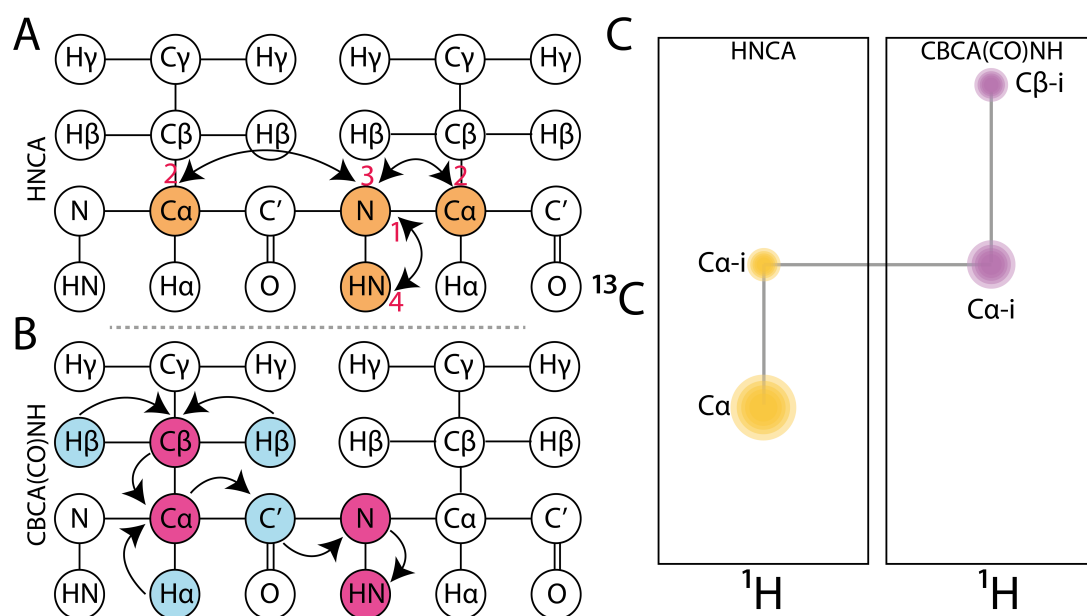 A
Hγ Cγ Hγ Hγ Cγ Hγ
Hβ Cβ Hβ Hβ Cβ Hβ
HNCA
2 3 2
N Cα C′ N Cα C′
1
HN Hα O HN Hα O
4
B
Hγ Cγ Hγ Hγ Cγ Hγ
Hβ Cβ Hβ Hβ Cβ Hβ
CBCA(CO)NH
N Cα C′ N Cα C′
HN Hα O HN Hα O
C
HNCA
CBCA(CO)NH
Cβ-i
Cα-i
Cα-i
¹³C
Cα
¹H
¹H